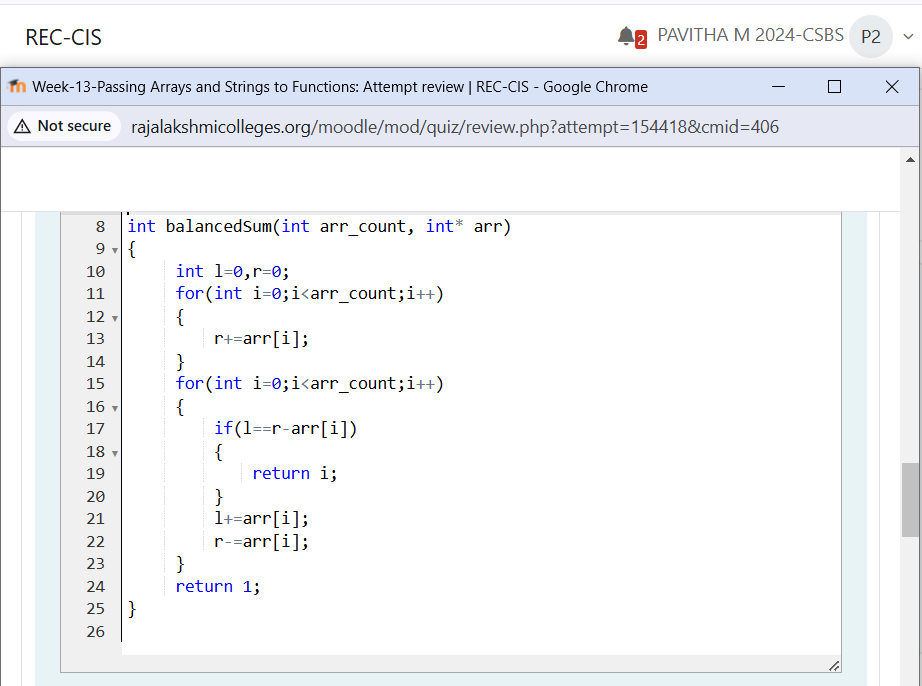 REC-CIS
2 PAVITHA M 2024-CSBS P2
Week-13-Passing Arrays and Strings to Functions: Attempt review | REC-CIS - Google Chrome
Not secure rajalakshmicolleges.org/moodle/mod/quiz/review.php?attempt=154418&cmid=406
8 int balancedSum(int arr_count, int* arr)
9 {
10 int l=0,r=0;
11 for(int i=0;i<arr_count;i++)
12 {
13 r+=arr[i];
14 }
15 for(int i=0;i<arr_count;i++)
16 {
17 if(l==r-arr[i])
18 {
19 return i;
20 }
21 l+=arr[i];
22 r-=arr[i];
23 }
24 return 1;
25 }
26